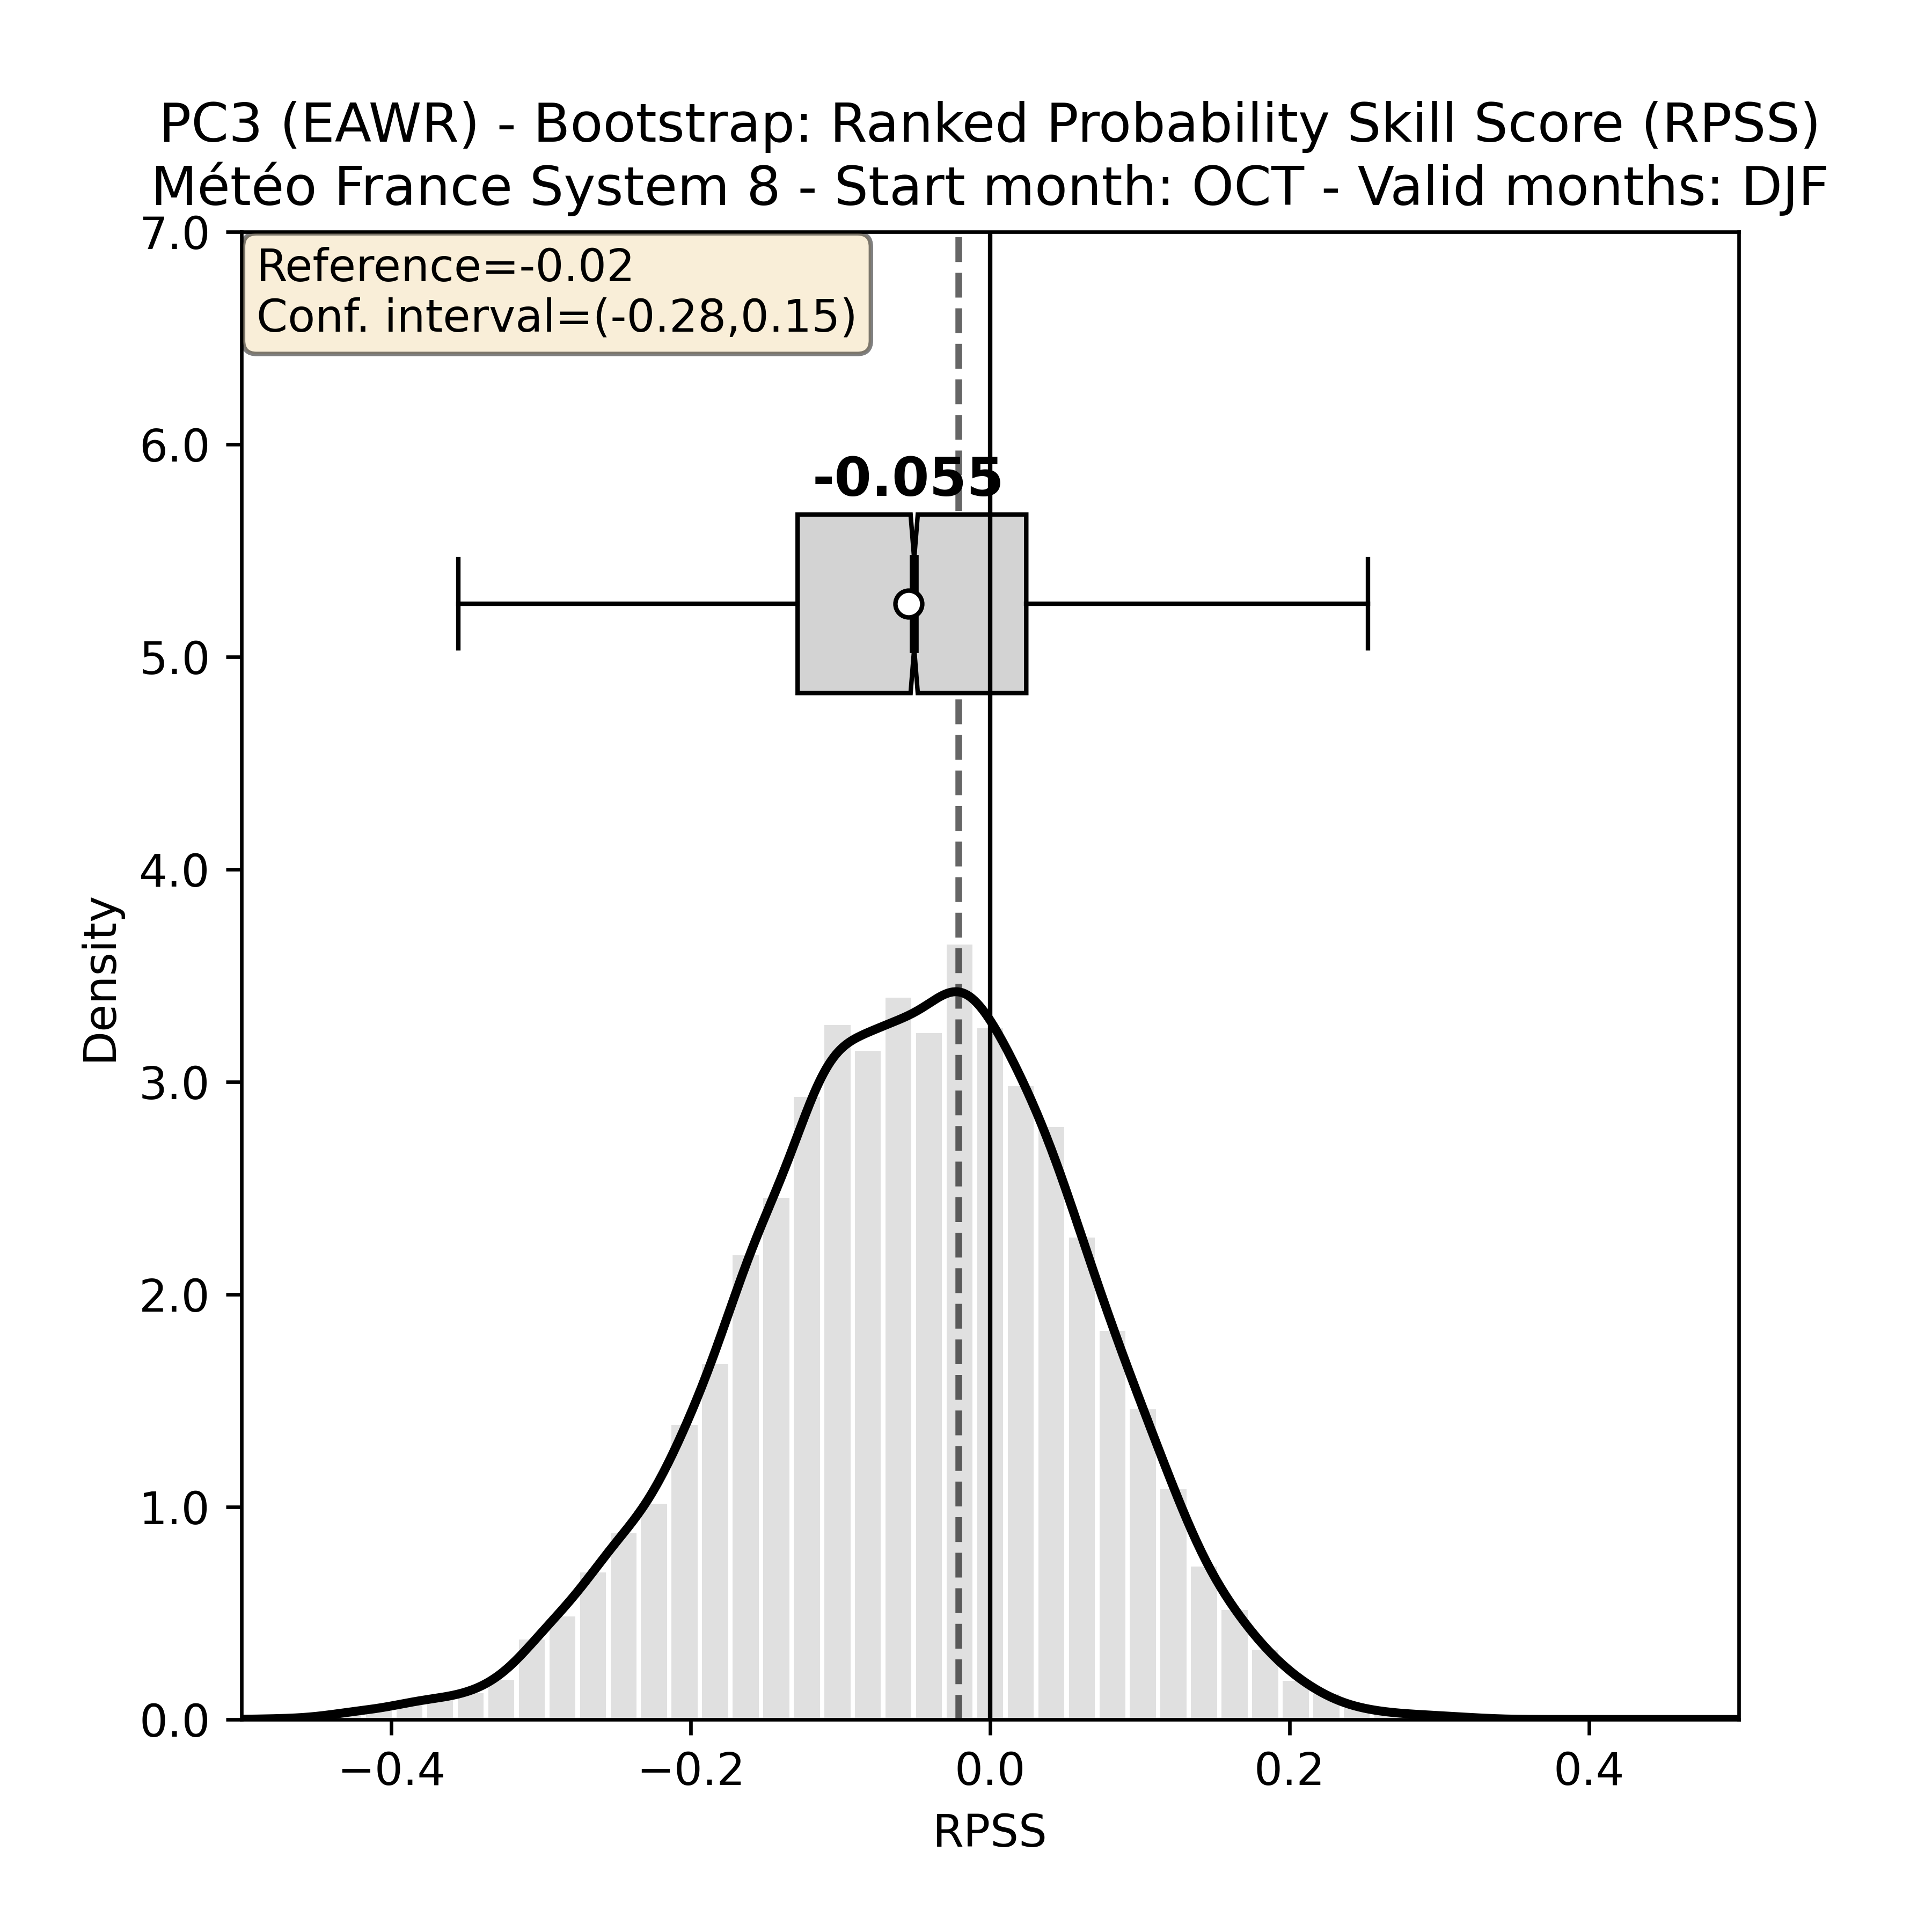 PC3 (EAWR) - Bootstrap: Ranked Probability Skill Score (RPSS)
Météo France System 8 - Start month: OCT - Valid months: DJF
7.0
Reference=-0.02
Conf. interval=(-0.28,0.15)
6.0
-0.055
5.0
4.0
Density
3.0
2.0
1.0
0.0
−0.4 −0.2 0.0 0.2 0.4
RPSS